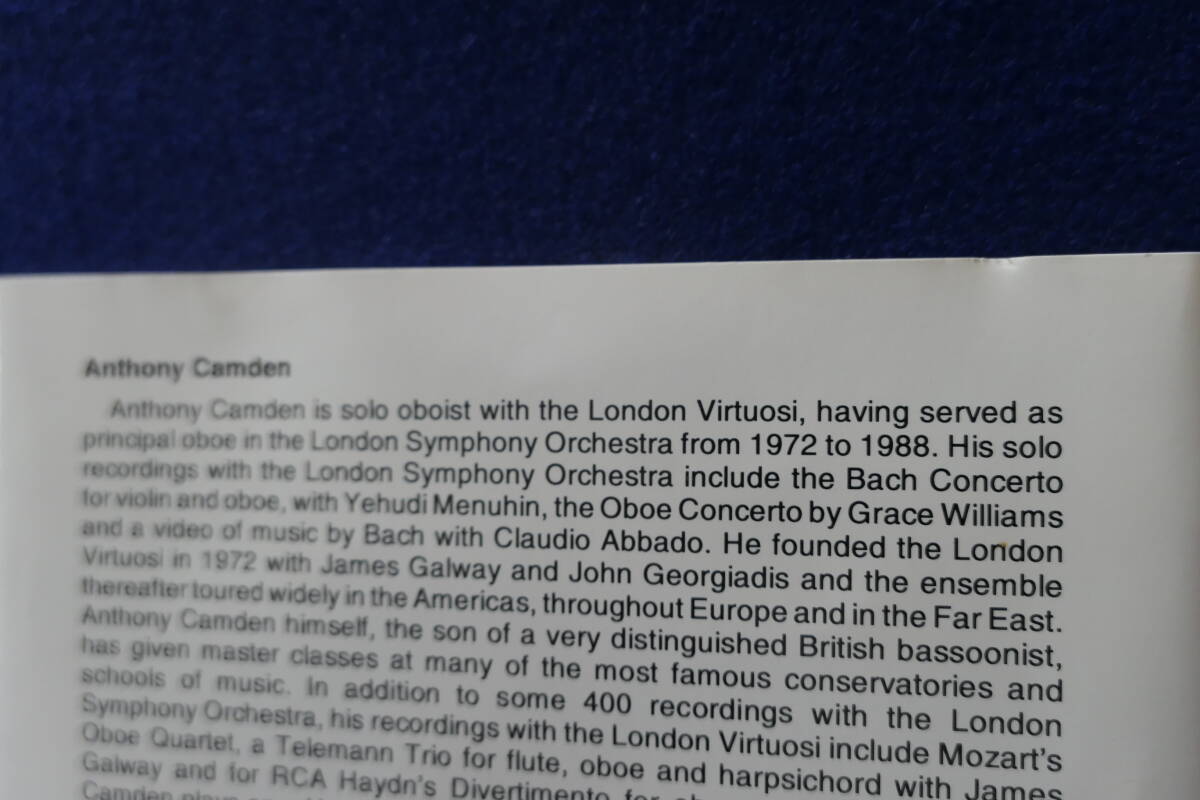 Anthony Camden
Anthony Camden is solo oboist with the London Virtuosi, having served as
principal oboe in the London Symphony Orchestra from 1972 to 1988. His solo
recordings with the London Symphony Orchestra include the Bach Concerto
for violin and oboe, with Yehudi Menuhin, the Oboe Concerto by Grace Williams
and a video of music by Bach with Claudio Abbado. He founded the London
Virtuosi in 1972 with James Galway and John Georgiadis and the ensemble
thereafter toured widely in the Americas, throughout Europe and in the Far East.
Anthony Camden himself, the son of a very distinguished British bassoonist,
has given master classes at many of the most famous conservatories and
schools of music. In addition to some 400 recordings with the London
Symphony Orchestra, his recordings with the London Virtuosi include Mozart's
Oboe Quartet, a Telemann Trio for flute, oboe and harpsichord with James
Galway and for RCA Haydn's Divertimento for
Camden plays